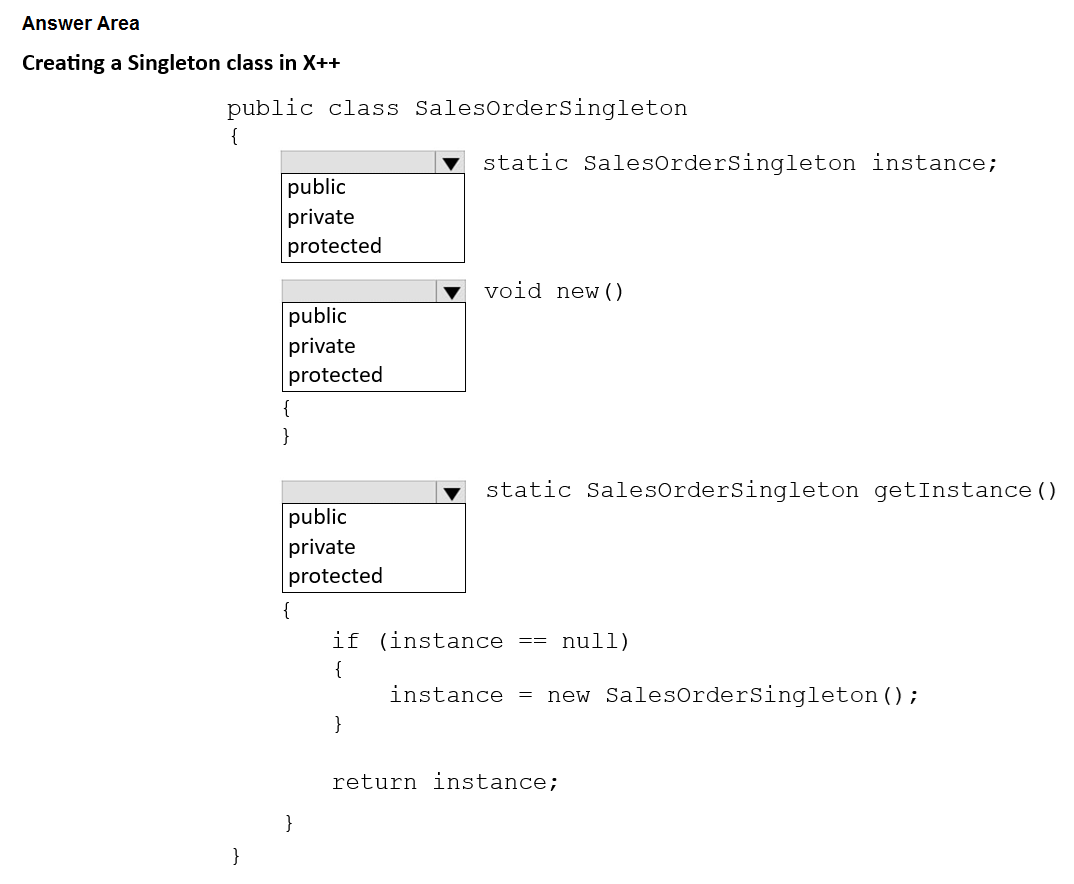 Answer Area
Creating a Singleton class in X++
public class SalesOrderSingleton
{
static SalesOrderSingleton instance;
public
private
protected
void new()
public
private
protected
{
}
static SalesOrderSingleton getInstance()
public
private
protected
{
if (instance == null)
{
instance = new SalesOrderSingleton();
}
return instance;
}
}